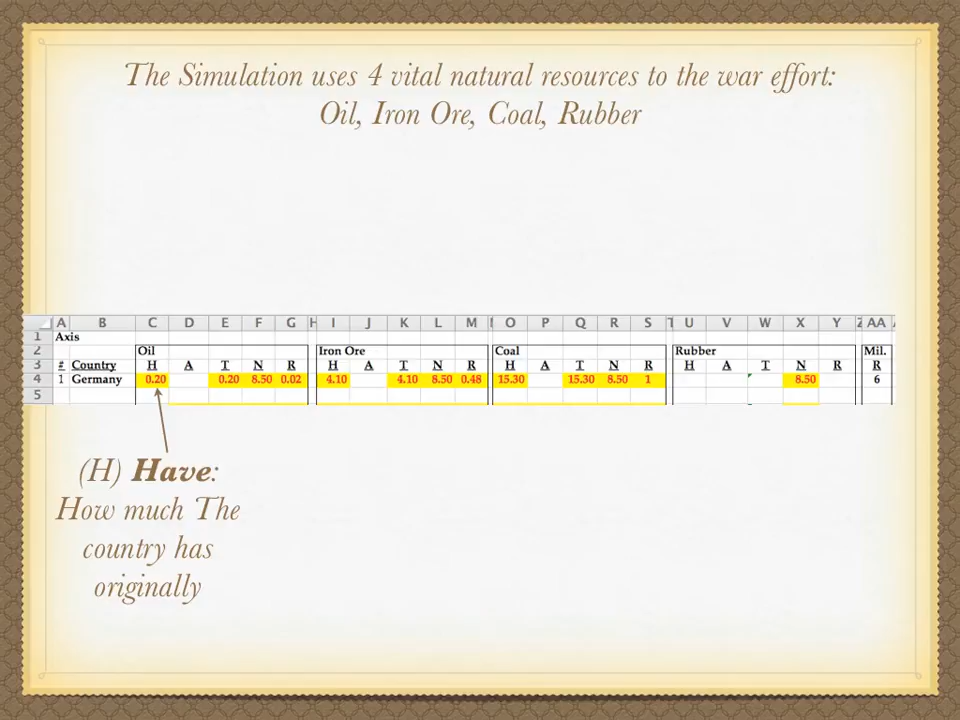 The Simulation uses 4 vital natural resources to the war effort:
Oil, Iron Ore, Coal, Rubber
A B C D E F G H I J K L M N O P Q R S T U V W X Y Z AA
1 Axis
2 Oil Iron Ore Coal Rubber Mil.
3 # Country H A T N R H A T N R H A T N R H A T N R R
4 1 Germany 0.20 0.20 8.50 0.02 4.10 4.10 8.50 0.48 15.30 15.30 8.50 1 8.50 6
5
(H) Have:
How much The
country has
originally